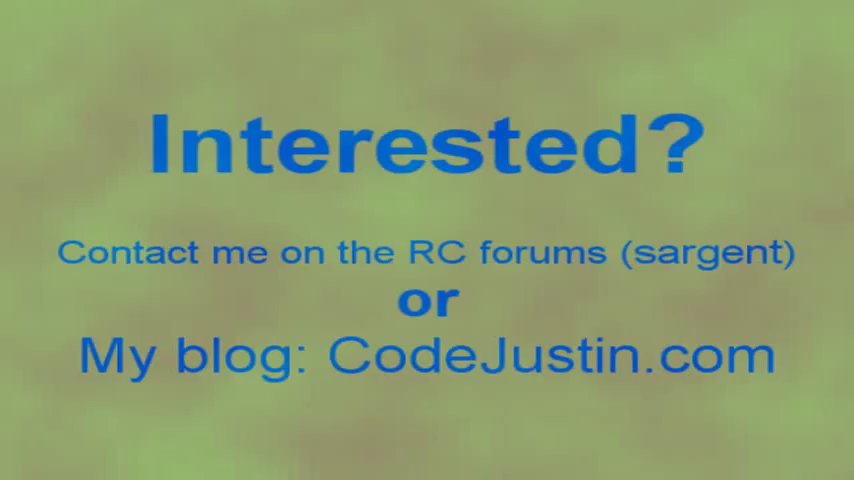 Interested?
Contact me on the RC forums (sargent)
or
My blog: CodeJustin.com